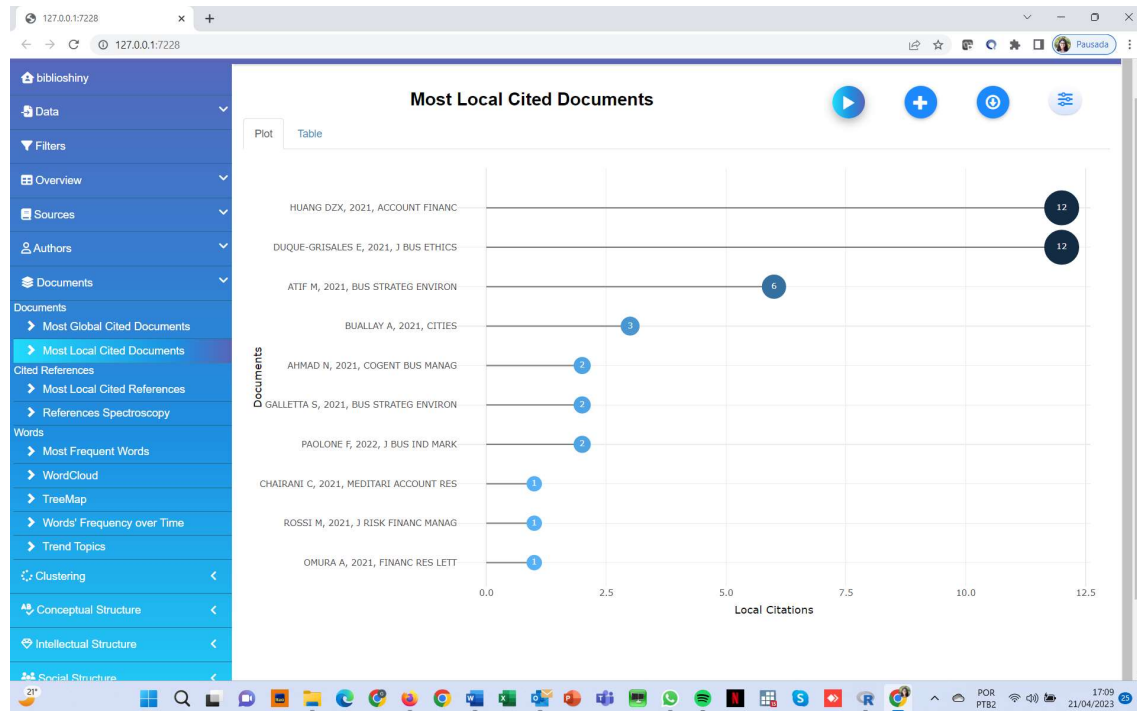 127.0.0.1:7228
127.0.0.1:7228
Pausada
biblioshiny
Data
Filters
Overview
Sources
Authors
Documents
Documents
Most Global Cited Documents
Most Local Cited Documents
Cited References
Most Local Cited References
References Spectroscopy
Words
Most Frequent Words
WordCloud
TreeMap
Words' Frequency over Time
Trend Topics
Clustering
Conceptual Structure
Intellectual Structure
Social Structure
Most Local Cited Documents
Plot Table
Documents
HUANG DZX, 2021, ACCOUNT FINANC 12
DUQUE-GRISALES E, 2021, J BUS ETHICS 12
ATIF M, 2021, BUS STRATEG ENVIRON 6
BUALLAY A, 2021, CITIES 3
AHMAD N, 2021, COGENT BUS MANAG 2
GALLETTA S, 2021, BUS STRATEG ENVIRON 2
PAOLONE F, 2022, J BUS IND MARK 2
CHAIRANI C, 2021, MEDITARI ACCOUNT RES 1
ROSSI M, 2021, J RISK FINANC MANAG 1
OMURA A, 2021, FINANC RES LETT 1
0.0 2.5 5.0 7.5 10.0 12.5
Local Citations
21°
POR
PTB2
17:09
21/04/2023
25